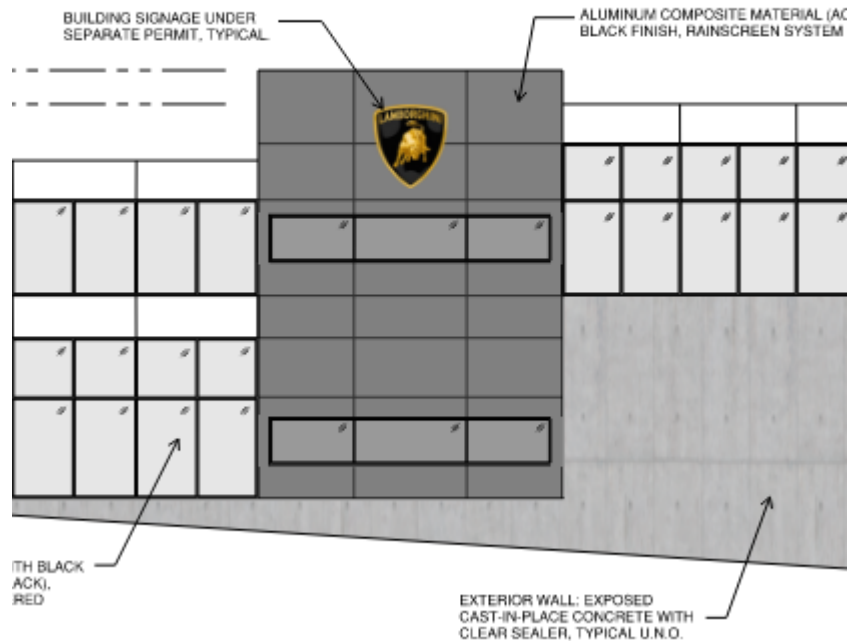 BUILDING SIGNAGE UNDER
SEPARATE PERMIT, TYPICAL.
ALUMINUM COMPOSITE MATERIAL (AC
BLACK FINISH, RAINSCREEN SYSTEM
LAMBORGHINI
ITH BLACK
ACK),
RED
EXTERIOR WALL: EXPOSED
CAST-IN-PLACE CONCRETE WITH
CLEAR SEALER, TYPICAL U.N.O.